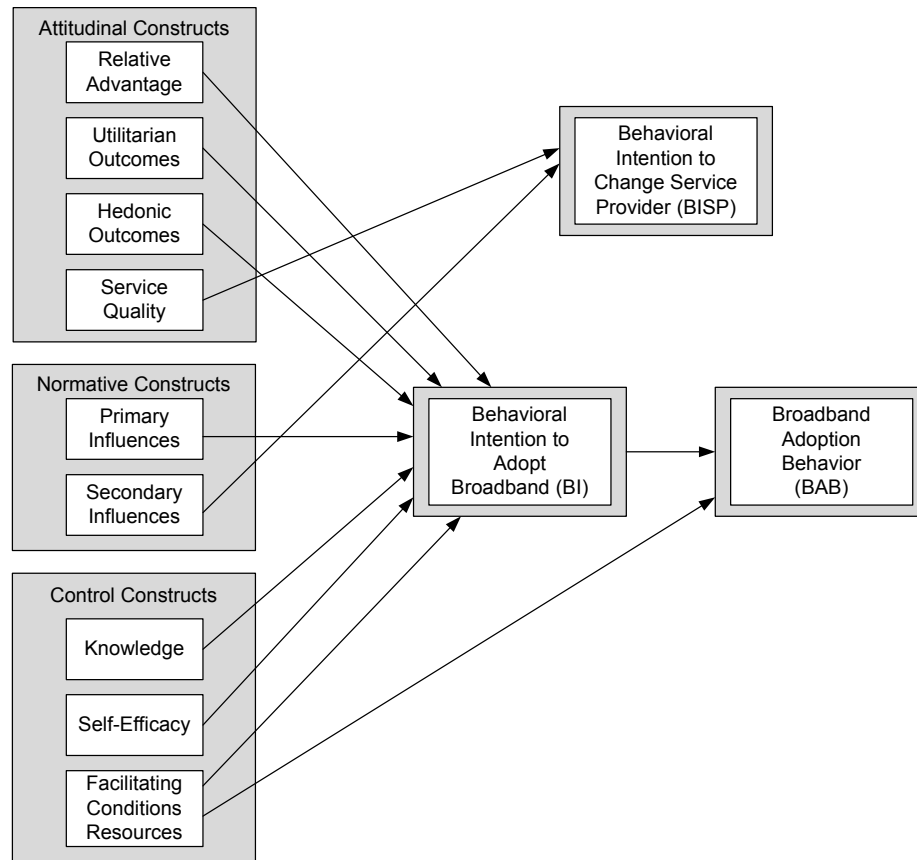 Attitudinal Constructs
Relative
Advantage
Utilitarian
Outcomes
Hedonic
Outcomes
Service
Quality
Behavioral
Intention to
Change Service
Provider (BISP)
Normative Constructs
Primary
Influences
Secondary
Influences
Behavioral
Intention to
Adopt
Broadband (BI)
Broadband
Adoption
Behavior
(BAB)
Control Constructs
Knowledge
Self-Efficacy
Facilitating
Conditions
Resources